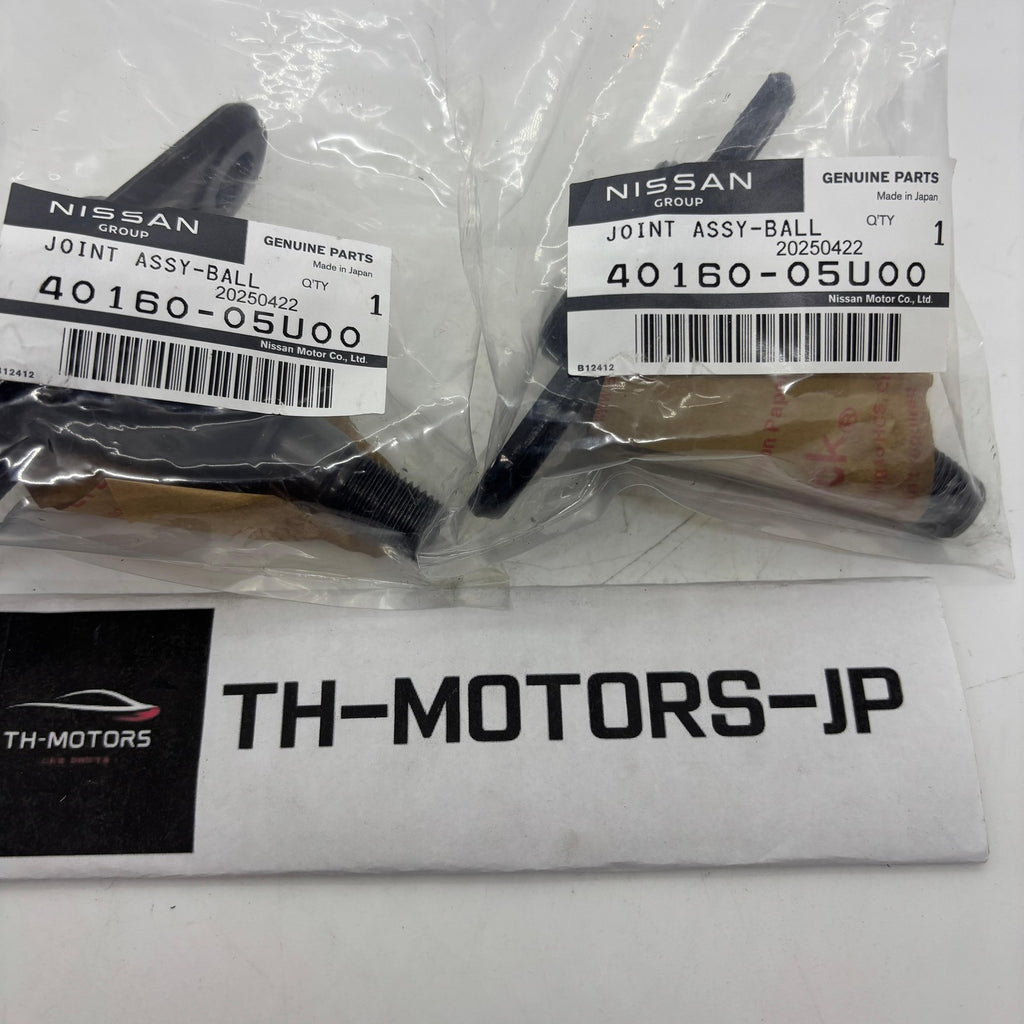 NISSAN
GROUP
GENUINE PARTS
Made in Japan
JOINT ASSY-BALL
Q'TY
1
20250422
40160-05U00
Nissan Motor Co., Ltd.
B12412
NISSAN
GROUP
GENUINE PARTS
Made in Japan
JOINT ASSY-BALL
Q'TY
1
20250422
40160-05U00
Nissan Motor Co., Ltd.
B12412
TH-MOTORS
TH-MOTORS-JP